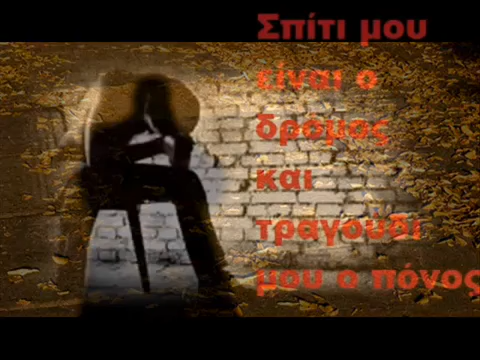 Σπίτι μου
είναι ο
δρόμος
και
τραγούδι
μου ο πόνος